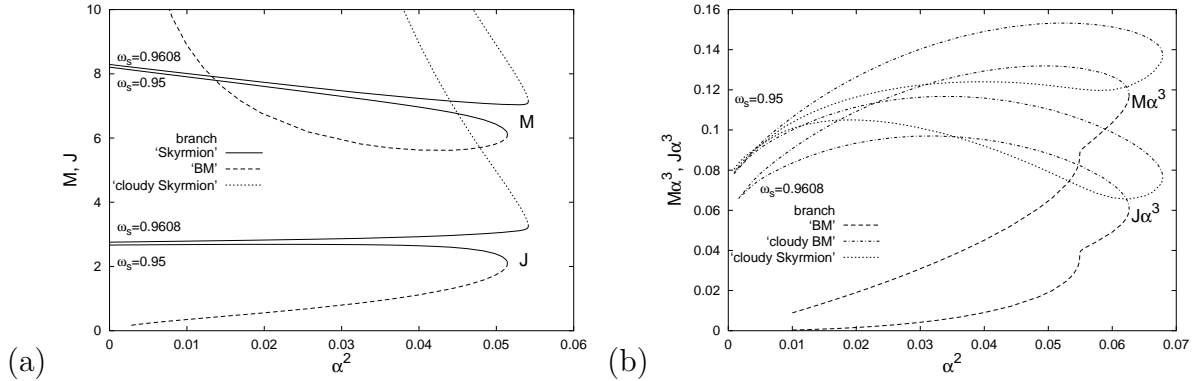 10
8
6
4
2
0
M, J
ωs=0.9608
ωs=0.95
M
branch
'Skyrmion'
'BM'
'cloudy Skyrmion'
ωs=0.9608
ωs=0.95
J
0 0.01 0.02 0.03 0.04 0.05 0.06
α²
(a)
0.16
0.14
0.12
0.1
0.08
0.06
0.04
0.02
0
Mα³, Jα³
ωs=0.95
Mα³
ωs=0.9608
Jα³
branch
'BM'
'cloudy BM'
'cloudy Skyrmion'
0 0.01 0.02 0.03 0.04 0.05 0.06 0.07
α²
(b)